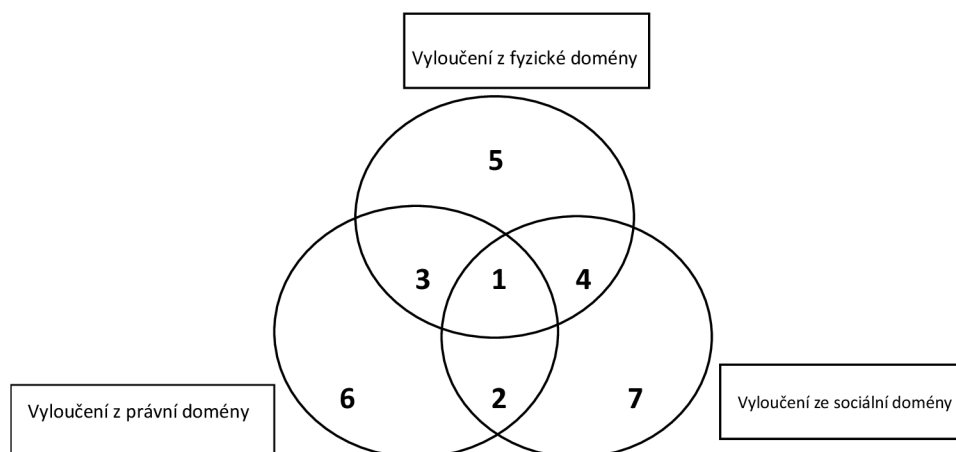 Vyloučení z fyzické domény
5
3 1 4
6 2 7
Vyloučení z právní domény
Vyloučení ze sociální domény